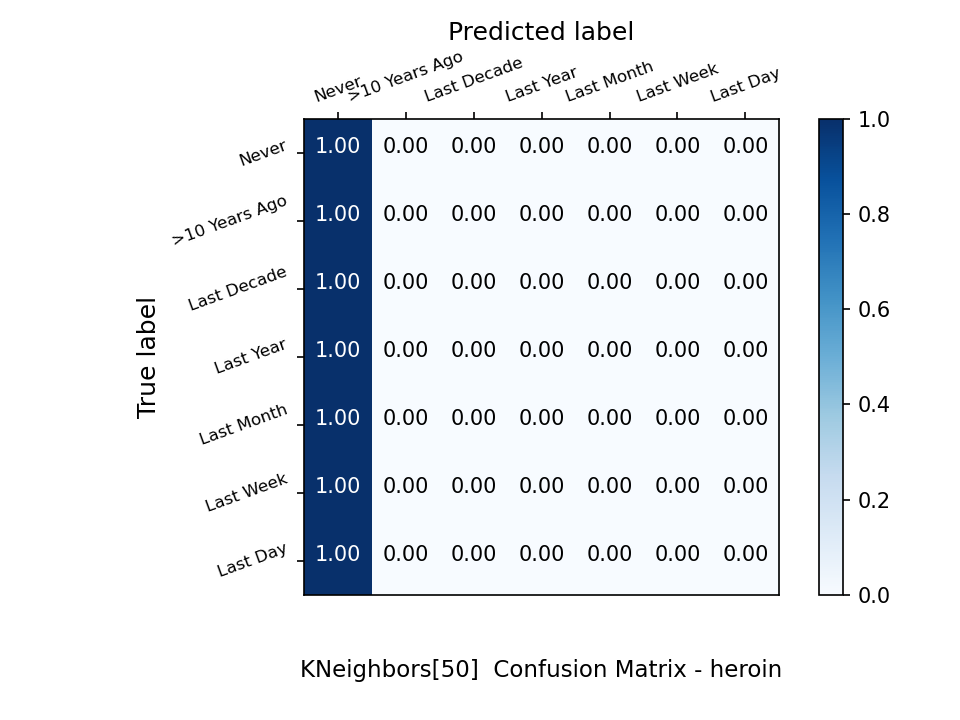 Predicted label
Never >10 Years Ago Last Decade Last Year Last Month Last Week Last Day
True label
Never 1.00 0.00 0.00 0.00 0.00 0.00 0.00
>10 Years Ago 1.00 0.00 0.00 0.00 0.00 0.00 0.00
Last Decade 1.00 0.00 0.00 0.00 0.00 0.00 0.00
Last Year 1.00 0.00 0.00 0.00 0.00 0.00 0.00
Last Month 1.00 0.00 0.00 0.00 0.00 0.00 0.00
Last Week 1.00 0.00 0.00 0.00 0.00 0.00 0.00
Last Day 1.00 0.00 0.00 0.00 0.00 0.00 0.00
1.0
0.8
0.6
0.4
0.2
0.0
KNeighbors[50] Confusion Matrix - heroin